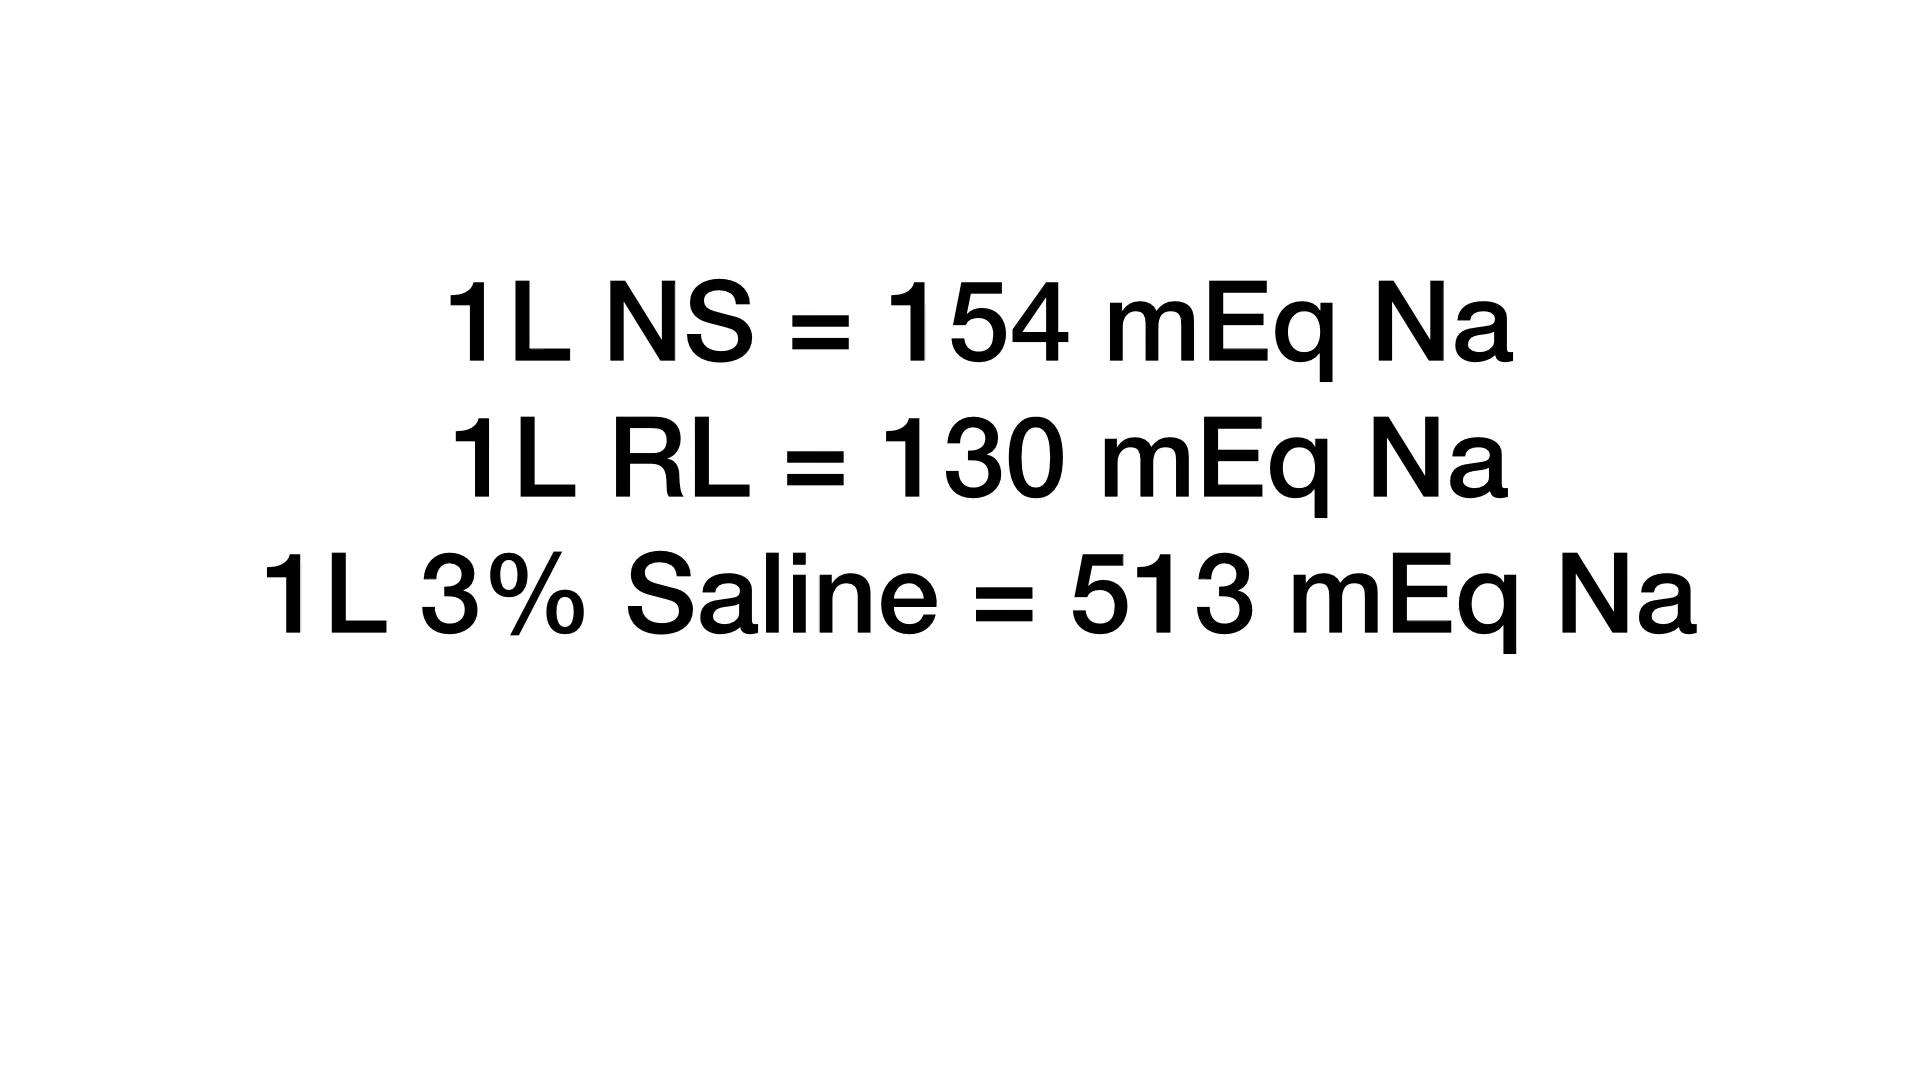 1L NS = 154 mEq Na
1L RL = 130 mEq Na
1L 3% Saline = 513 mEq Na